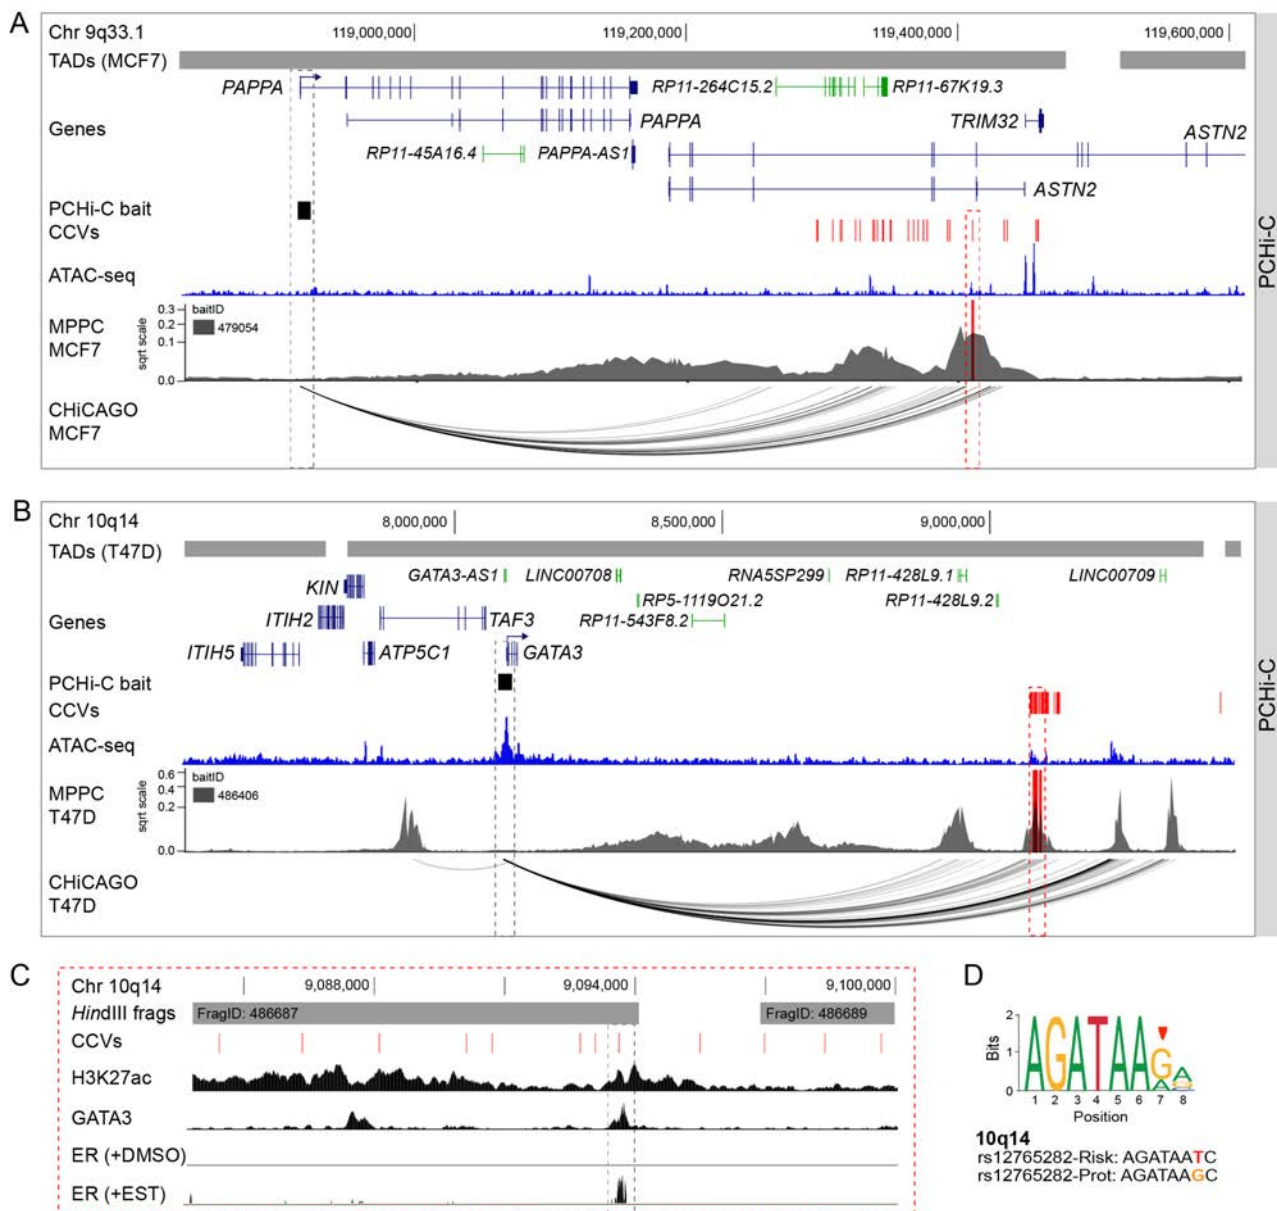 A
Chr 9q33.1
119,000,000
119,200,000
119,400,000
119,600,000
TADs (MCF7)
PAPPA
RP11-264C15.2
RP11-67K19.3
Genes
PAPPA
TRIM32
ASTN2
RP11-45A16.4
PAPPA-AS1
ASTN2
PCHi-C bait
CCVs
ATAC-seq
MPPC
MCF7
sqrt scale
0.3
0.2
0.1
0.0
baitID
479054
CHiCAGO
MCF7
PCHi-C
B
Chr 10q14
8,000,000
8,500,000
9,000,000
TADs (T47D)
KIN
GATA3-AS1
LINC00708
RNA5SP299
RP11-428L9.1
LINC00709
RP5-1119O21.2
RP11-428L9.2
Genes
ITIH2
TAF3
RP11-543F8.2
ITIH5
ATP5C1
GATA3
PCHi-C bait
CCVs
ATAC-seq
MPPC
T47D
sqrt scale
0.6
0.4
0.2
0.0
baitID
486406
CHiCAGO
T47D
PCHi-C
C
Chr 10q14
9,088,000
9,094,000
9,100,000
HindIII frags
FragID: 486687
FragID: 486689
CCVs
H3K27ac
GATA3
ER (+DMSO)
ER (+EST)
D
Bits
2
1
0
AGATAAGA
1 2 3 4 5 6 7 8
Position
10q14
rs12765282-Risk: AGATAATC
rs12765282-Prot: AGATAAGC